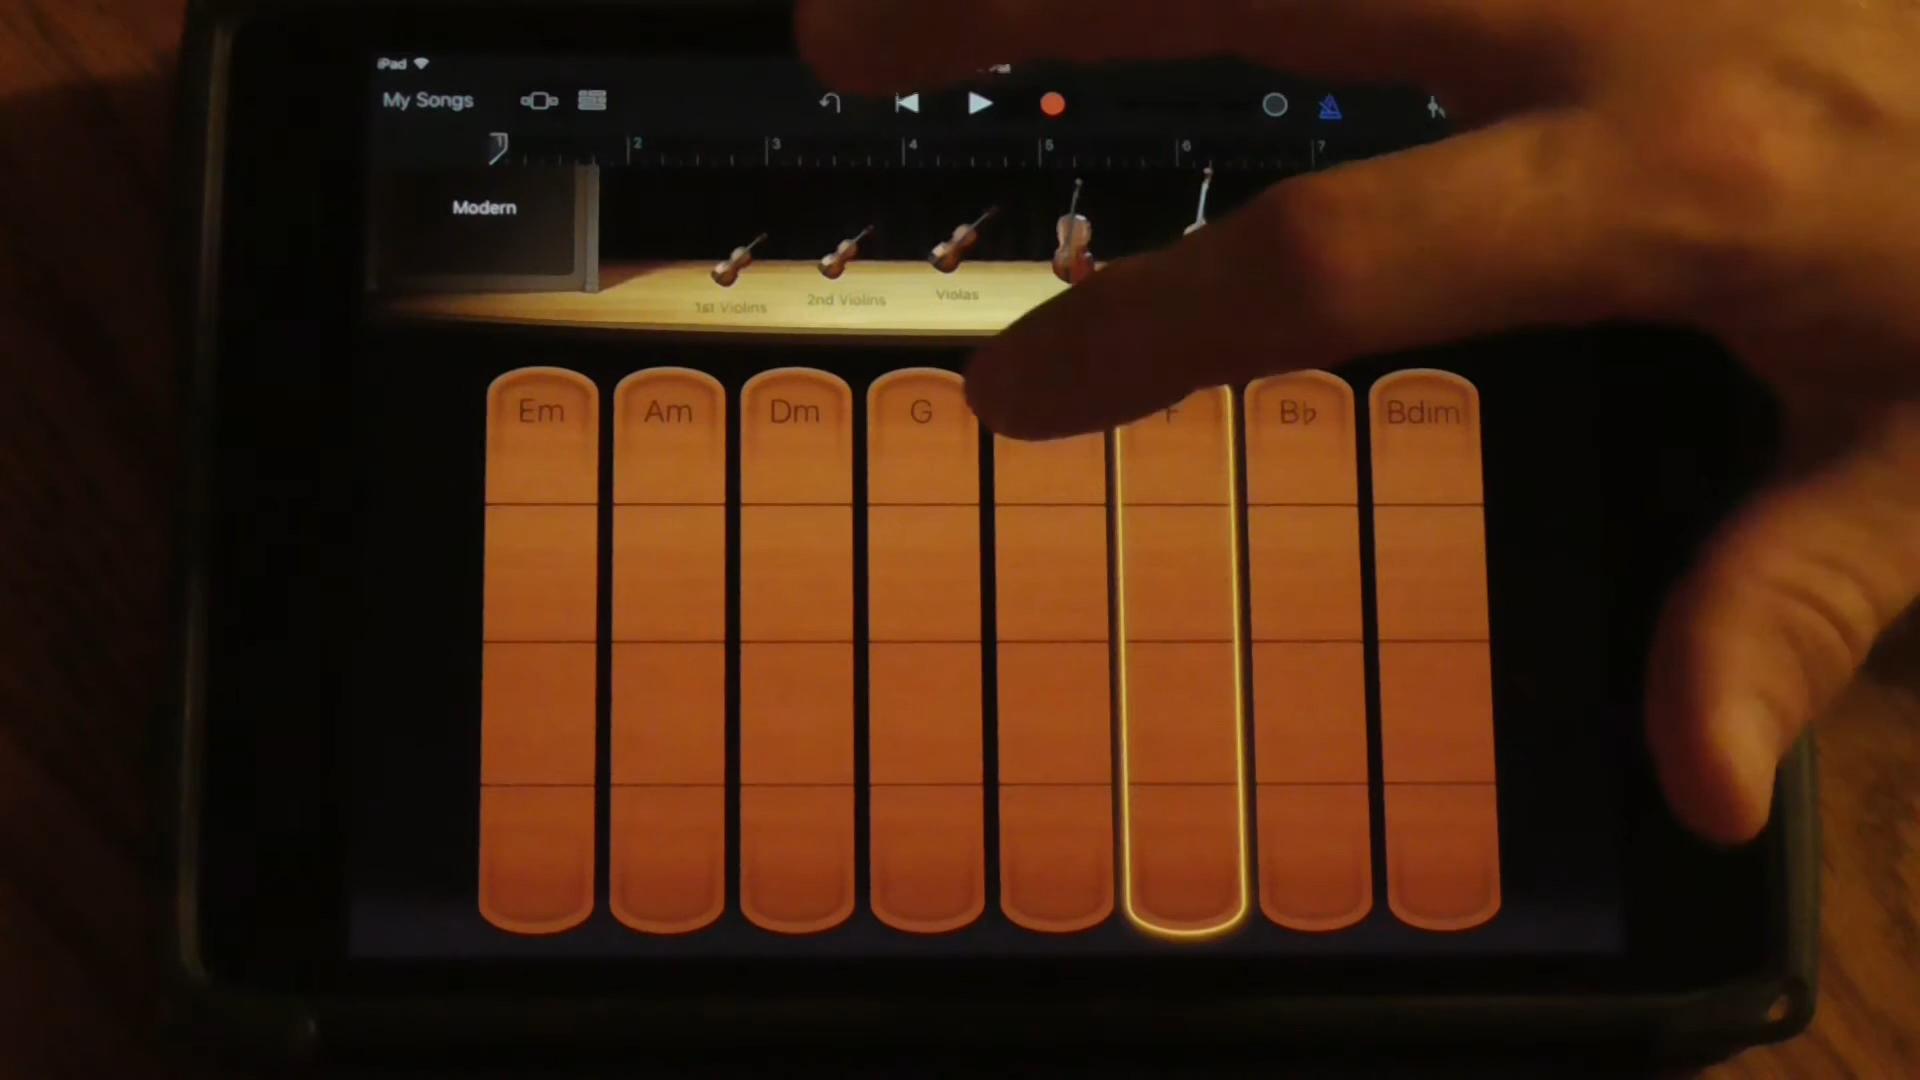 iPad
My Songs
1 2 3 4 5 6 7
Modern
1st Violins 2nd Violins Violas
Em Am Dm G F B♭ Bdim